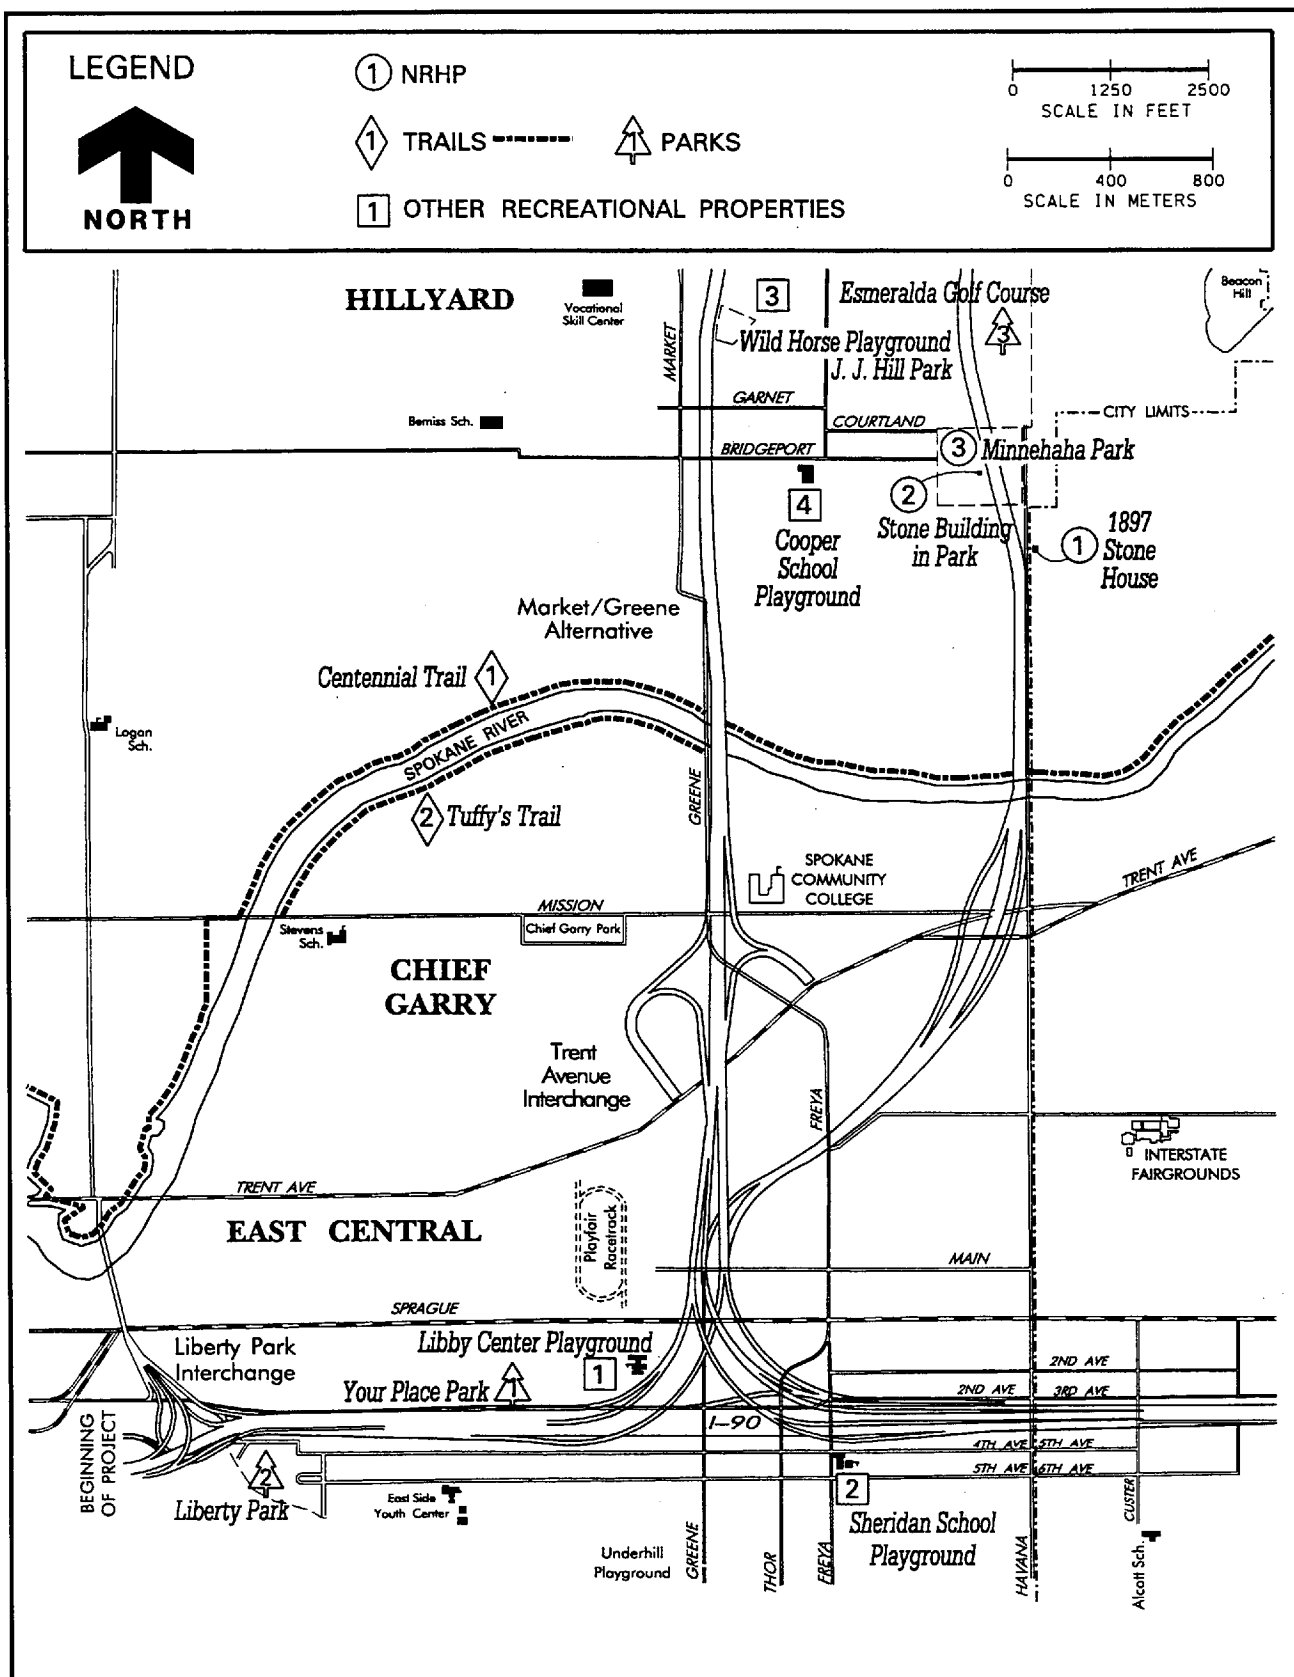 LEGEND
NORTH
1 NRHP
1 TRAILS
1 PARKS
1 OTHER RECREATIONAL PROPERTIES
0 1250 2500
SCALE IN FEET
0 400 800
SCALE IN METERS
HILLYARD
Vocational
Skill Center
MARKET
3
Esmeralda Golf Course
3
Wild Horse Playground
J. J. Hill Park
Beacon
Hill
GARNET
COURTLAND
CITY LIMITS
Bemiss Sch.
BRIDGEPORT
3 Minnehaha Park
4
Cooper
School
Playground
2
Stone Building
in Park
1
1897
Stone
House
Market/Greene
Alternative
Centennial Trail 1
SPOKANE RIVER
Logan
Sch.
2 Tuffy's Trail
GREENE
SPOKANE
COMMUNITY
COLLEGE
TRENT AVE
MISSION
Chief Garry Park
Stevens
Sch.
CHIEF
GARRY
Trent
Avenue
Interchange
FREYA
INTERSTATE
FAIRGROUNDS
TRENT AVE
EAST CENTRAL
Playfair
Racetrack
MAIN
SPRAGUE
Liberty Park
Interchange
Libby Center Playground
1
Your Place Park 1
2ND AVE
2ND AVE 3RD AVE
I-90
4TH AVE 5TH AVE
5TH AVE 6TH AVE
BEGINNING
OF PROJECT
2
Liberty Park
East Side
Youth Center
2
Sheridan School
Playground
Underhill
Playground
GREENE
THOR
FREYA
HAVANA
CUSTER
Alcott Sch.